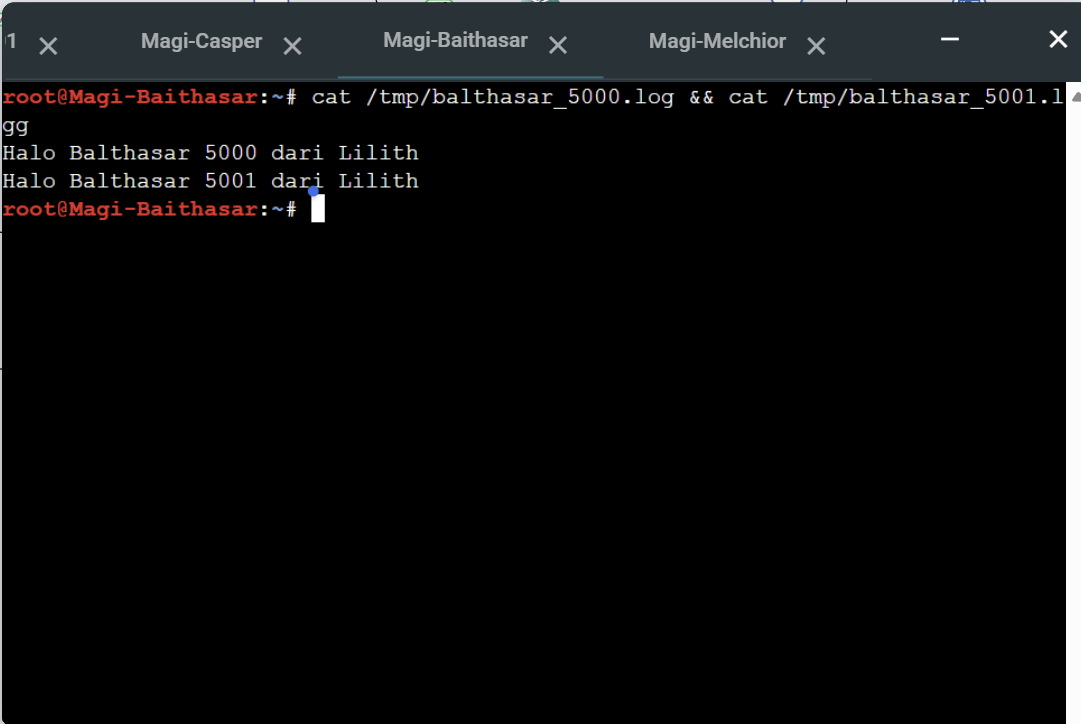 1 Magi-Casper Magi-Baithasar Magi-Melchior
root@Magi-Baithasar:~# cat /tmp/balthasar_5000.log && cat /tmp/balthasar_5001.l
gg
Halo Balthasar 5000 dari Lilith
Halo Balthasar 5001 dari Lilith
root@Magi-Baithasar:~#